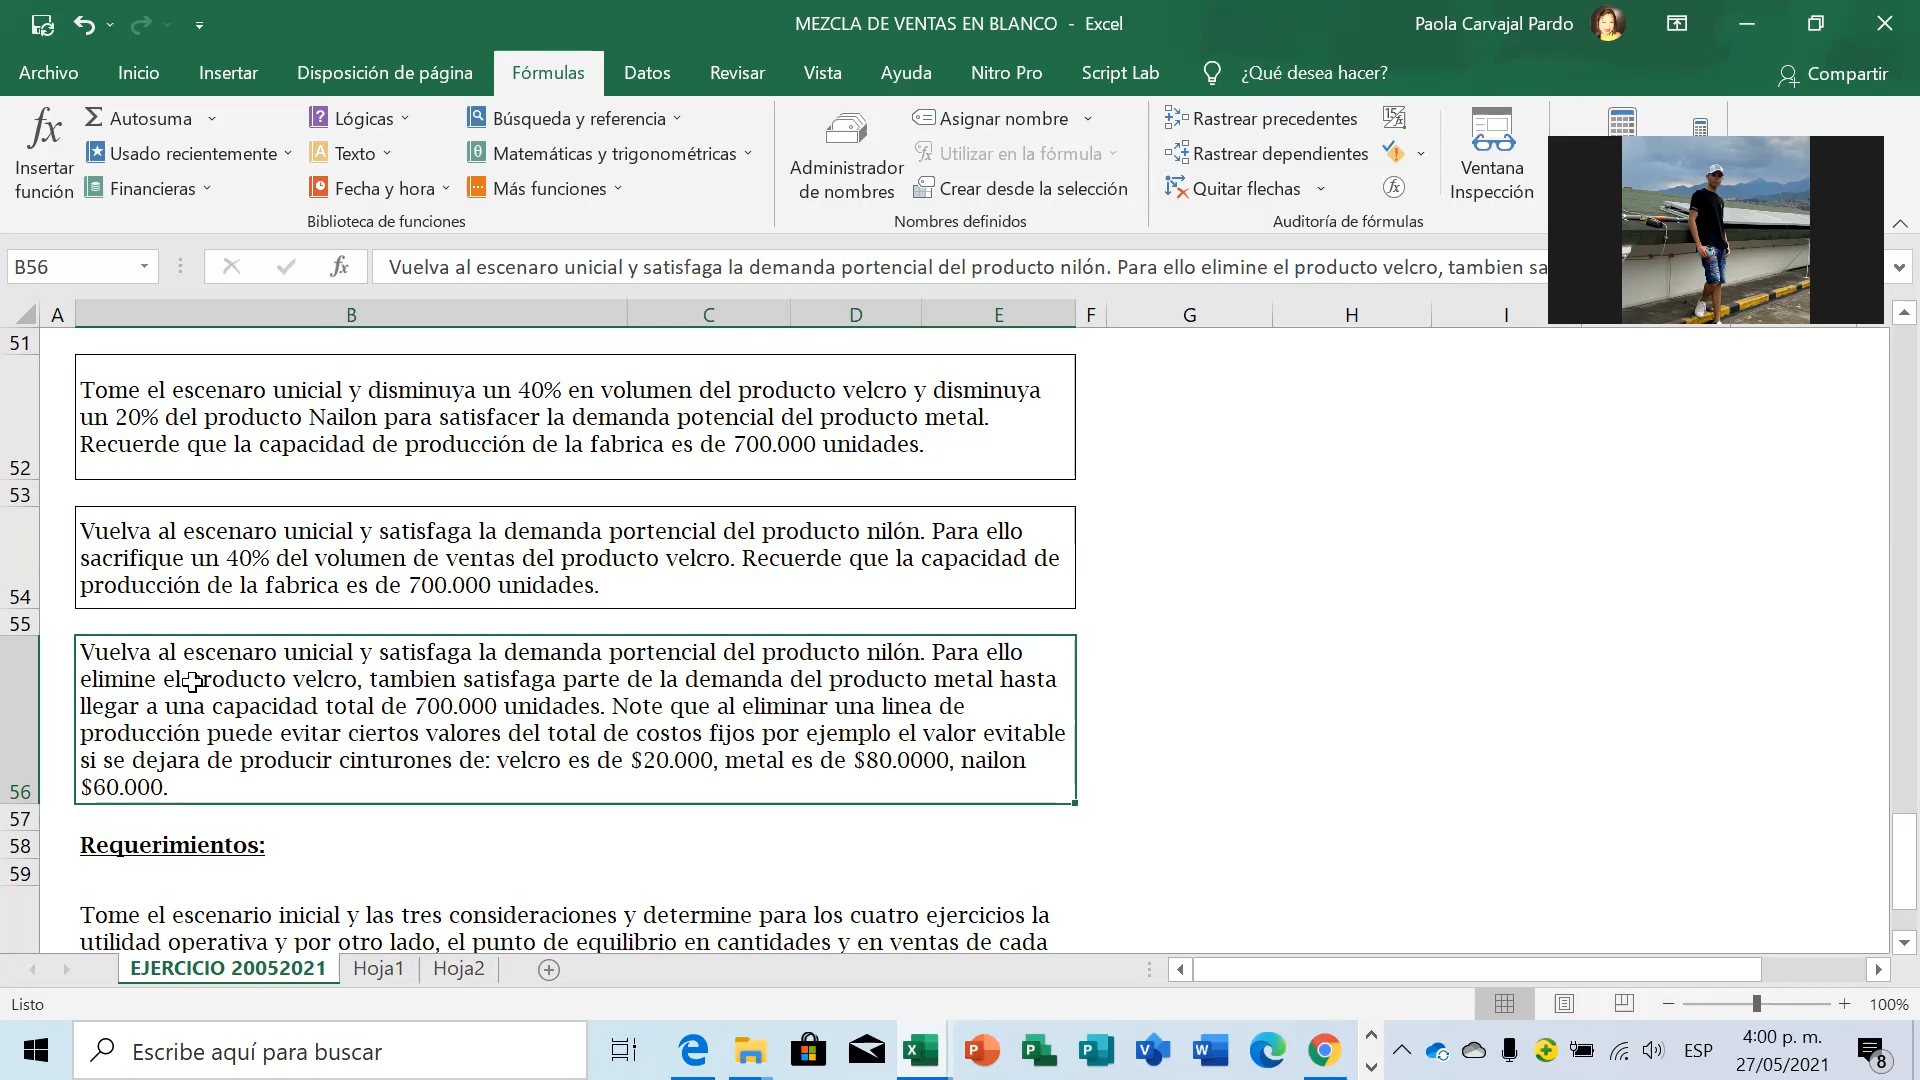 MEZCLA DE VENTAS EN BLANCO - Excel
Paola Carvajal Pardo
Archivo Inicio Insertar Disposición de página Fórmulas Datos Revisar Vista Ayuda Nitro Pro Script Lab ¿Qué desea hacer? Compartir
fx Insertar función
Autosuma
Usado recientemente
Financieras
Lógicas
Texto
Fecha y hora
Búsqueda y referencia
Matemáticas y trigonométricas
Más funciones
Biblioteca de funciones
Administrador de nombres
Asignar nombre
Utilizar en la fórmula
Crear desde la selección
Nombres definidos
Rastrear precedentes
Rastrear dependientes
Quitar flechas
Auditoría de fórmulas
Ventana Inspección
B56
fx
Vuelva al escenaro unicial y satisfaga la demanda portencial del producto nilón. Para ello elimine el producto velcro, tambien sa
A B C D E F G H I
51
Tome el escenaro unicial y disminuya un 40% en volumen del producto velcro y disminuya
un 20% del producto Nailon para satisfacer la demanda potencial del producto metal.
Recuerde que la capacidad de producción de la fabrica es de 700.000 unidades.
52
53
Vuelva al escenaro unicial y satisfaga la demanda portencial del producto nilón. Para ello
sacrifique un 40% del volumen de ventas del producto velcro. Recuerde que la capacidad de
producción de la fabrica es de 700.000 unidades.
54
55
Vuelva al escenaro unicial y satisfaga la demanda portencial del producto nilón. Para ello
elimine el producto velcro, tambien satisfaga parte de la demanda del producto metal hasta
llegar a una capacidad total de 700.000 unidades. Note que al eliminar una linea de
producción puede evitar ciertos valores del total de costos fijos por ejemplo el valor evitable
si se dejara de producir cinturones de: velcro es de $20.000, metal es de $80.0000, nailon
$60.000.
56
57
58 Requerimientos:
59
Tome el escenario inicial y las tres consideraciones y determine para los cuatro ejercicios la
utilidad operativa y por otro lado, el punto de equilibrio en cantidades y en ventas de cada
EJERCICIO 20052021 Hoja1 Hoja2
Listo
100%
Escribe aquí para buscar
ESP
4:00 p. m.
27/05/2021
8